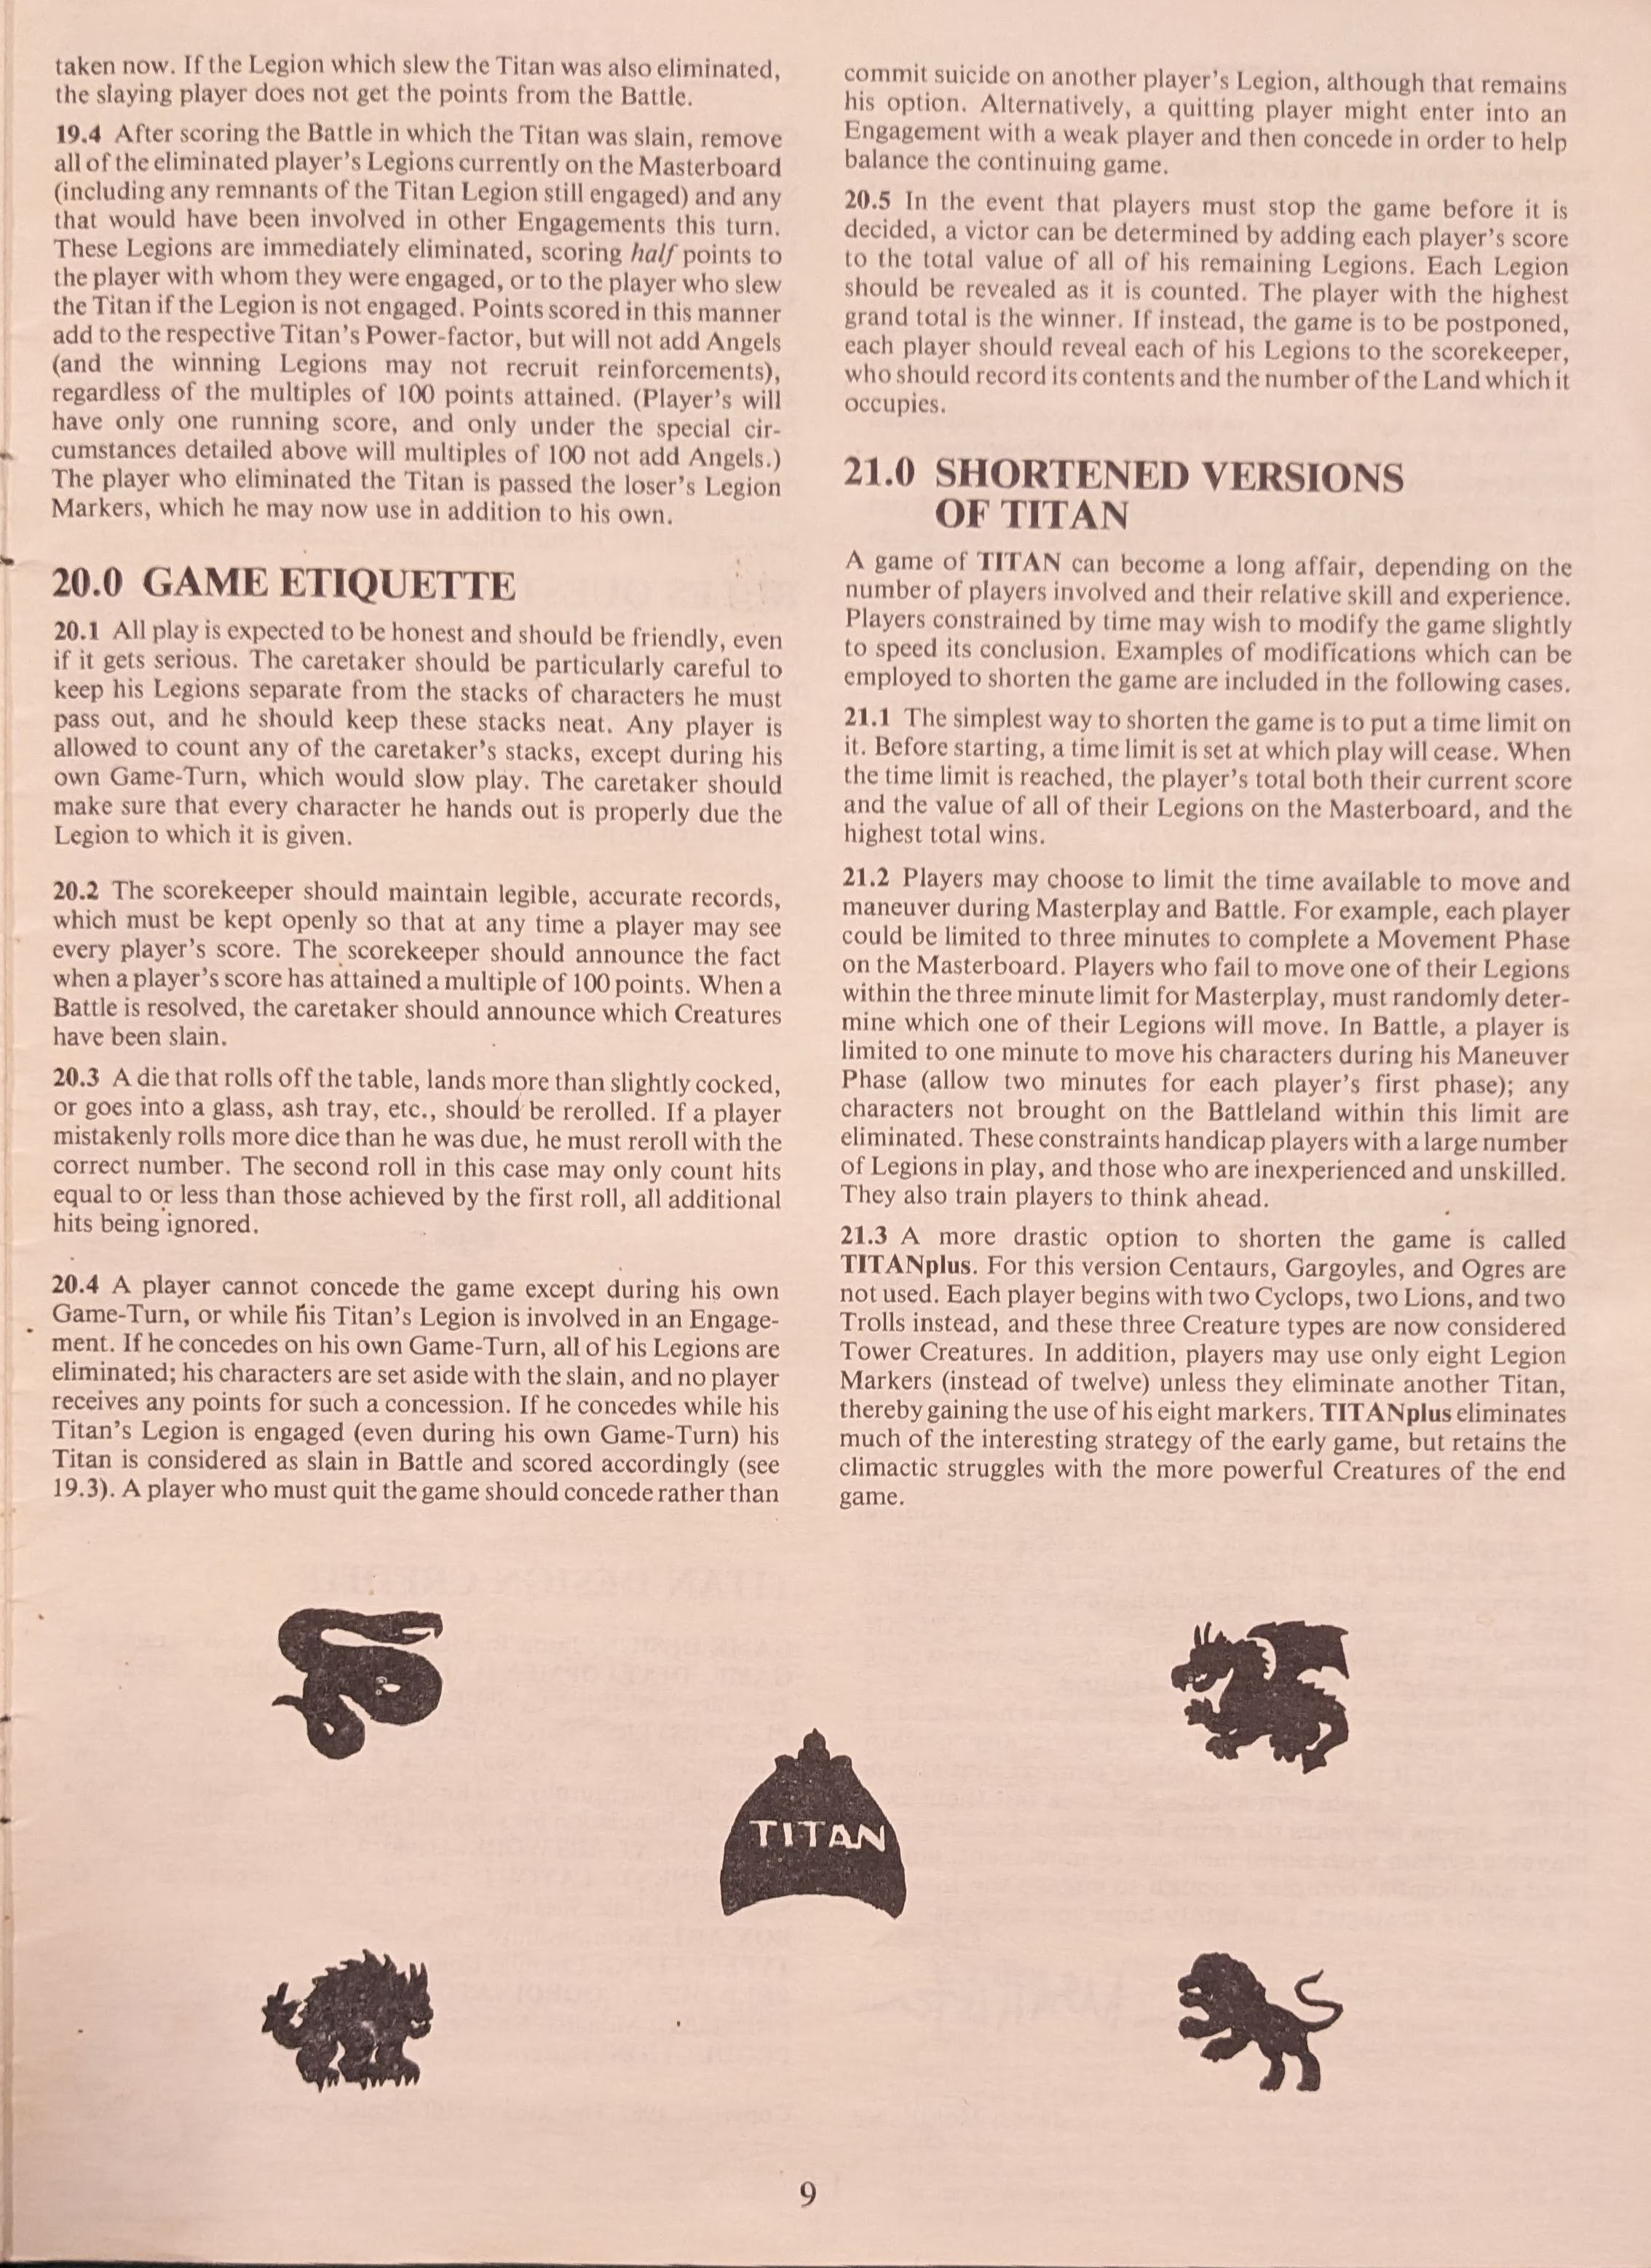 taken now. If the Legion which slew the Titan was also eliminated,
the slaying player does not get the points from the Battle.
19.4 After scoring the Battle in which the Titan was slain, remove
all of the eliminated player's Legions currently on the Masterboard
(including any remnants of the Titan Legion still engaged) and any
that would have been involved in other Engagements this turn.
These Legions are immediately eliminated, scoring half points to
the player with whom they were engaged, or to the player who slew
the Titan if the Legion is not engaged. Points scored in this manner
add to the respective Titan's Power-factor, but will not add Angels
(and the winning Legions may not recruit reinforcements),
regardless of the multiples of 100 points attained. (Player's will
have only one running score, and only under the special cir-
cumstances detailed above will multiples of 100 not add Angels.)
The player who eliminated the Titan is passed the loser's Legion
Markers, which he may now use in addition to his own.
20.0 GAME ETIQUETTE
20.1 All play is expected to be honest and should be friendly, even
if it gets serious. The caretaker should be particularly careful to
keep his Legions separate from the stacks of characters he must
pass out, and he should keep these stacks neat. Any player is
allowed to count any of the caretaker's stacks, except during his
own Game-Turn, which would slow play. The caretaker should
make sure that every character he hands out is properly due the
Legion to which it is given.
20.2 The scorekeeper should maintain legible, accurate records,
which must be kept openly so that at any time a player may see
every player's score. The scorekeeper should announce the fact
when a player's score has attained a multiple of 100 points. When a
Battle is resolved, the caretaker should announce which Creatures
have been slain.
20.3 A die that rolls off the table, lands more than slightly cocked,
or goes into a glass, ash tray, etc., should be rerolled. If a player
mistakenly rolls more dice than he was due, he must reroll with the
correct number. The second roll in this case may only count hits
equal to or less than those achieved by the first roll, all additional
hits being ignored.
20.4 A player cannot concede the game except during his own
Game-Turn, or while his Titan's Legion is involved in an Engage-
ment. If he concedes on his own Game-Turn, all of his Legions are
eliminated; his characters are set aside with the slain, and no player
receives any points for such a concession. If he concedes while his
Titan's Legion is engaged (even during his own Game-Turn) his
Titan is considered as slain in Battle and scored accordingly (see
19.3). A player who must quit the game should concede rather than
commit suicide on another player's Legion, although that remains
his option. Alternatively, a quitting player might enter into an
Engagement with a weak player and then concede in order to help
balance the continuing game.
20.5 In the event that players must stop the game before it is
decided, a victor can be determined by adding each player's score
to the total value of all of his remaining Legions. Each Legion
should be revealed as it is counted. The player with the highest
grand total is the winner. If instead, the game is to be postponed,
each player should reveal each of his Legions to the scorekeeper,
who should record its contents and the number of the Land which it
occupies.
21.0 SHORTENED VERSIONS
OF TITAN
A game of TITAN can become a long affair, depending on the
number of players involved and their relative skill and experience.
Players constrained by time may wish to modify the game slightly
to speed its conclusion. Examples of modifications which can be
employed to shorten the game are included in the following cases.
21.1 The simplest way to shorten the game is to put a time limit on
it. Before starting, a time limit is set at which play will cease. When
the time limit is reached, the player's total both their current score
and the value of all of their Legions on the Masterboard, and the
highest total wins.
21.2 Players may choose to limit the time available to move and
maneuver during Masterplay and Battle. For example, each player
could be limited to three minutes to complete a Movement Phase
on the Masterboard. Players who fail to move one of their Legions
within the three minute limit for Masterplay, must randomly deter-
mine which one of their Legions will move. In Battle, a player is
limited to one minute to move his characters during his Maneuver
Phase (allow two minutes for each player's first phase); any
characters not brought on the Battleland within this limit are
eliminated. These constraints handicap players with a large number
of Legions in play, and those who are inexperienced and unskilled.
They also train players to think ahead.
21.3 A more drastic option to shorten the game is called
TITANplus. For this version Centaurs, Gargoyles, and Ogres are
not used. Each player begins with two Cyclops, two Lions, and two
Trolls instead, and these three Creature types are now considered
Tower Creatures. In addition, players may use only eight Legion
Markers (instead of twelve) unless they eliminate another Titan,
thereby gaining the use of his eight markers. TITANplus eliminates
much of the interesting strategy of the early game, but retains the
climactic struggles with the more powerful Creatures of the end
game.
TITAN
9